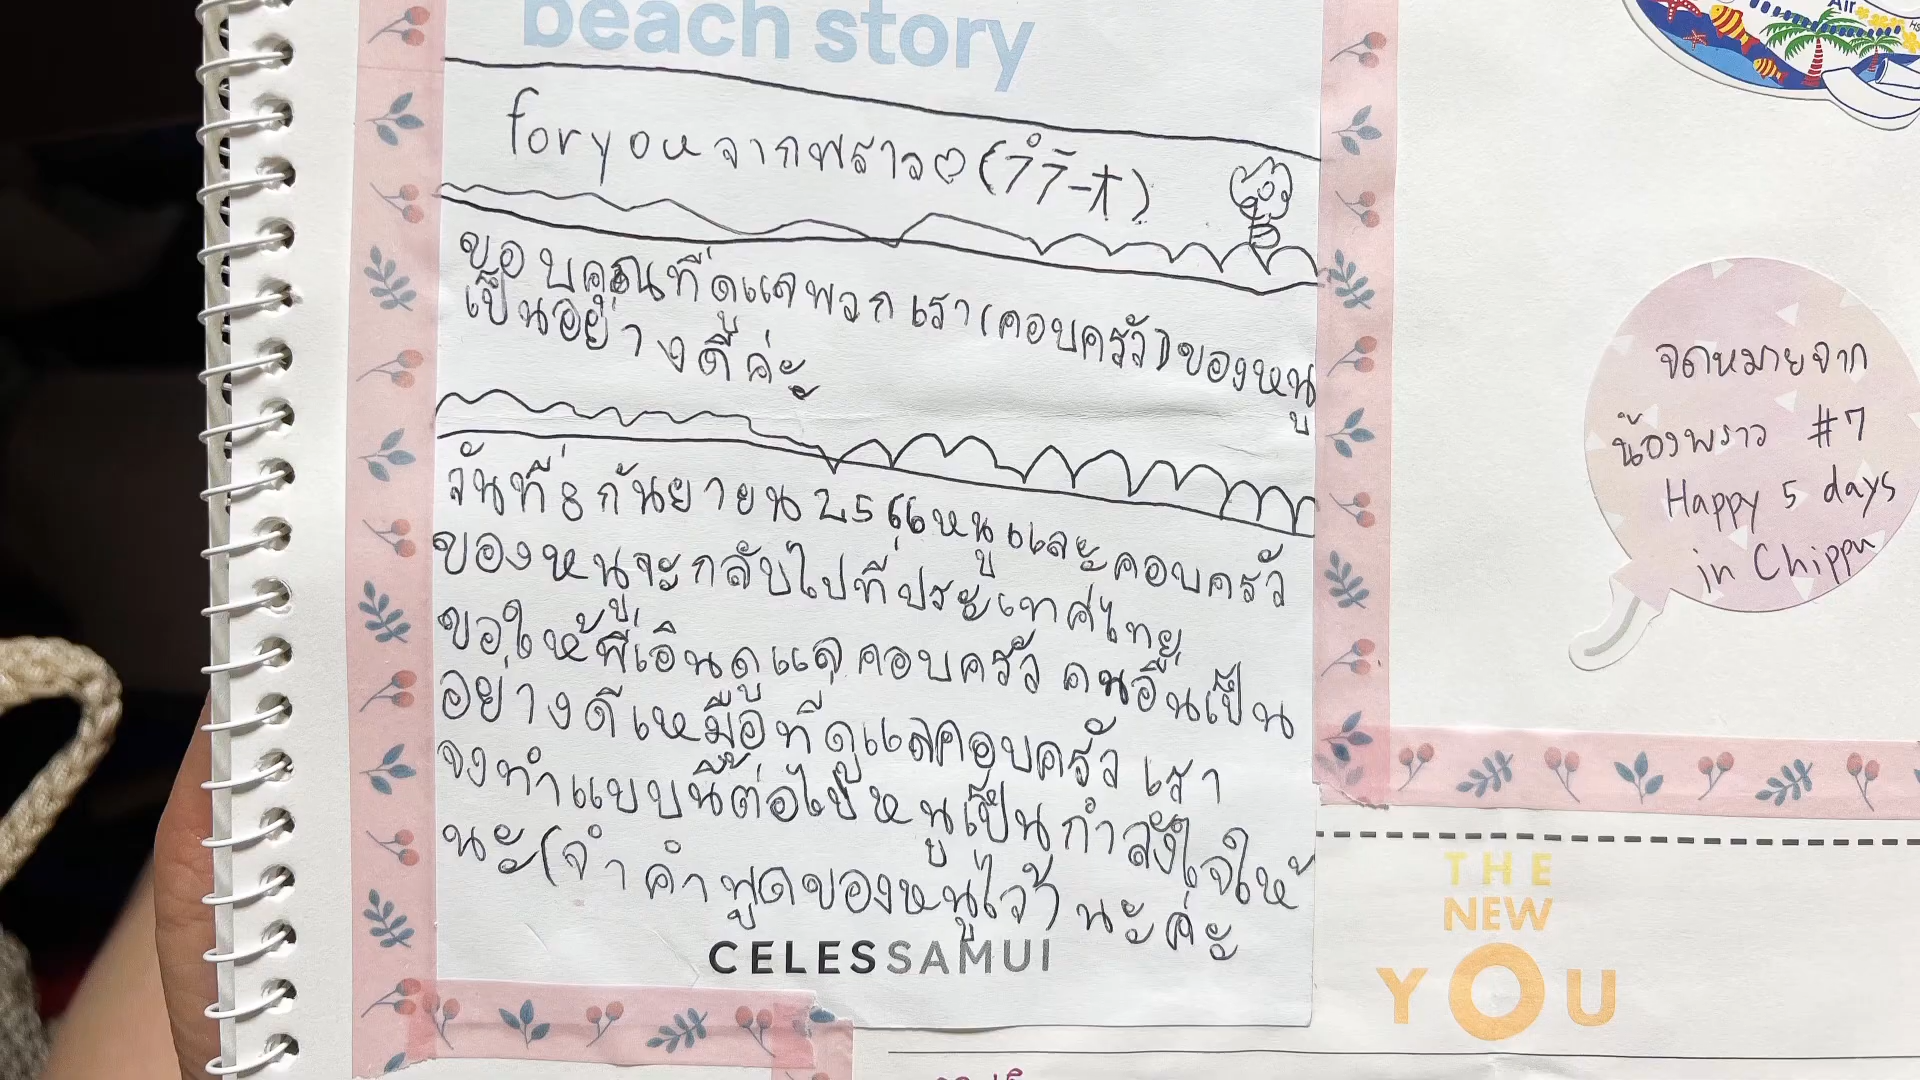 beach story
for you จากพราว
ขอบคุณที่ดูแลพวกเรา(คอบครัว)ของหนู
เป็นอย่างดีค่ะ
วันที่ 8 กันยายน 2566 หนูและคอบครัว
ของหนูจะกลับไปที่ประเทศไทย
ขอให้พี่เอินดูแลคอบครัวคนอื่นเป็น
อย่างดีเหมือที่ดูแลคอบครัวเรา
จงทำแบบนี้ต่อไปหนูเป็นกำลังใจให้
นะ(จำคำพูดของหนูไว้)นะค่ะ
CELESSAMUI
Air
จดหมายจาก
น้องพราว #7
Happy 5 days
in Chippu
THE
NEW
YOU